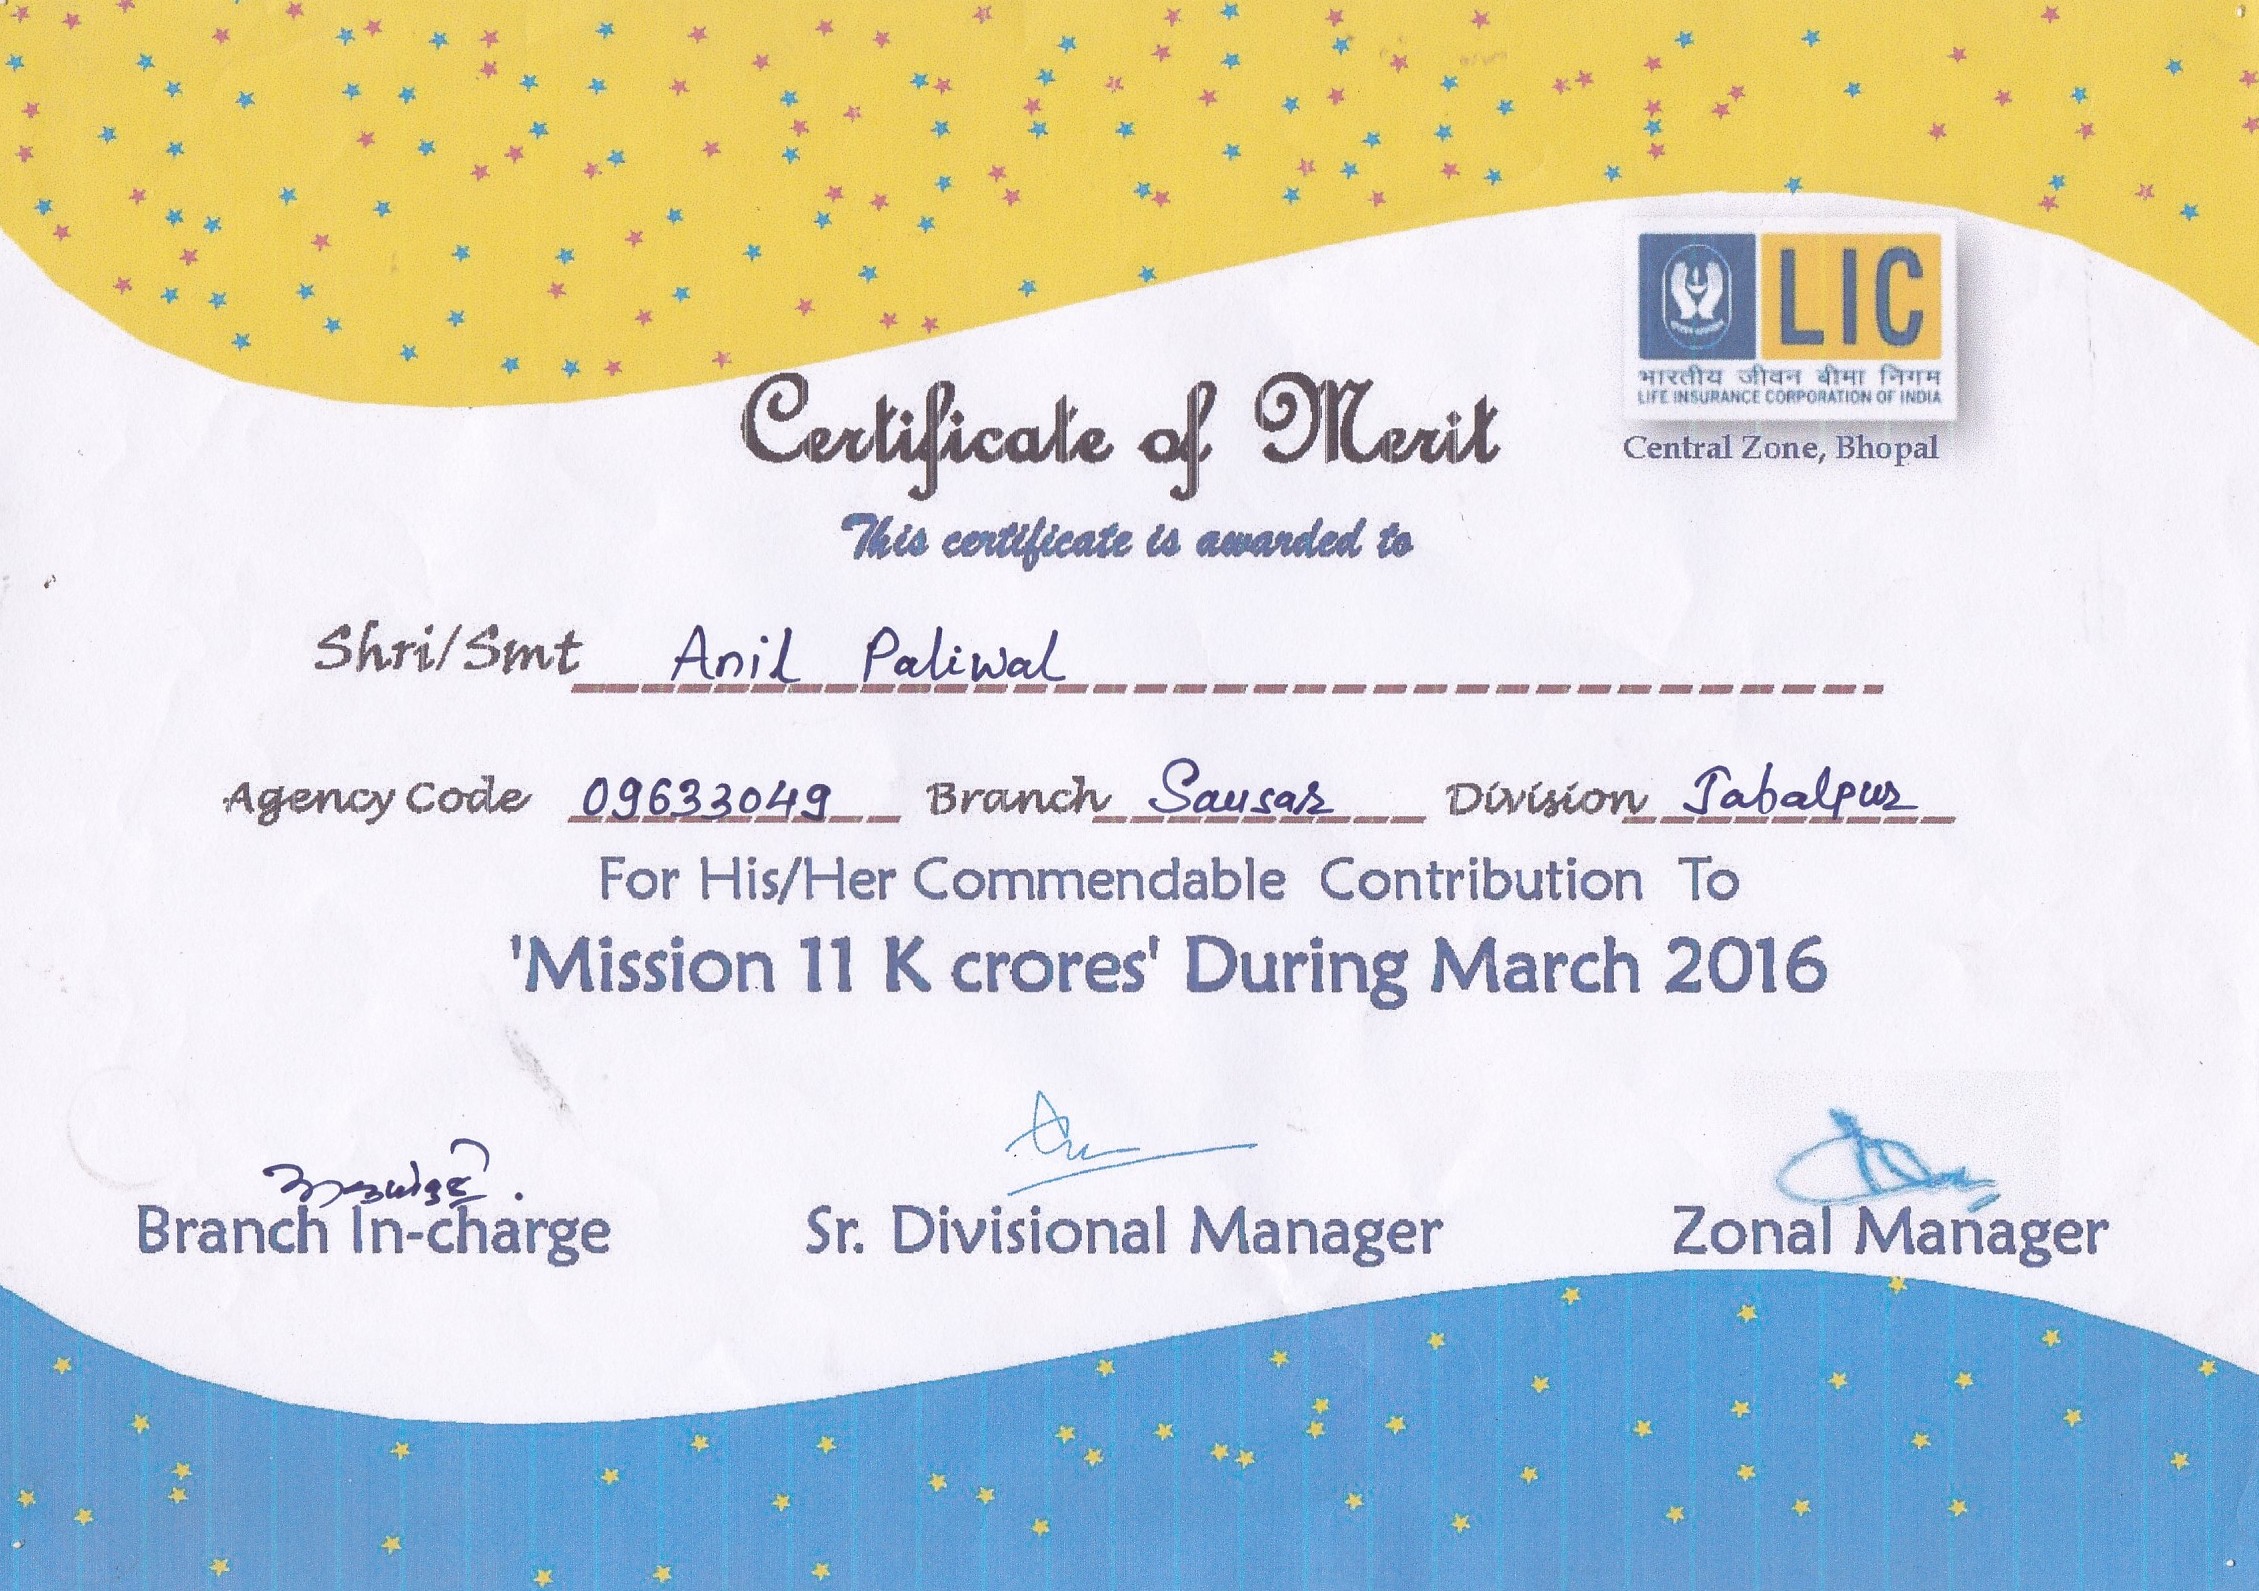 LIC
भारतीय जीवन बीमा निगम
LIFE INSURANCE CORPORATION OF INDIA
Central Zone, Bhopal
Certificate of Merit
This certificate is awarded to
Shri/Smt Anil Paliwal
Agency Code 09633049 Branch Sausar Division Jabalpur
For His/Her Commendable Contribution To
'Mission 11 K crores' During March 2016
Branch In-charge Sr. Divisional Manager Zonal Manager